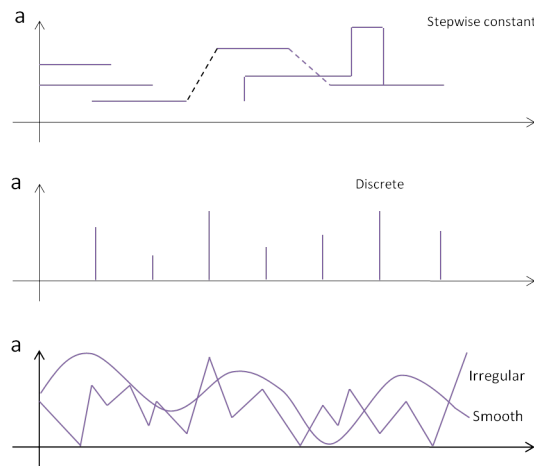 a
Stepwise constant
a
Discrete
a
Irregular
Smooth